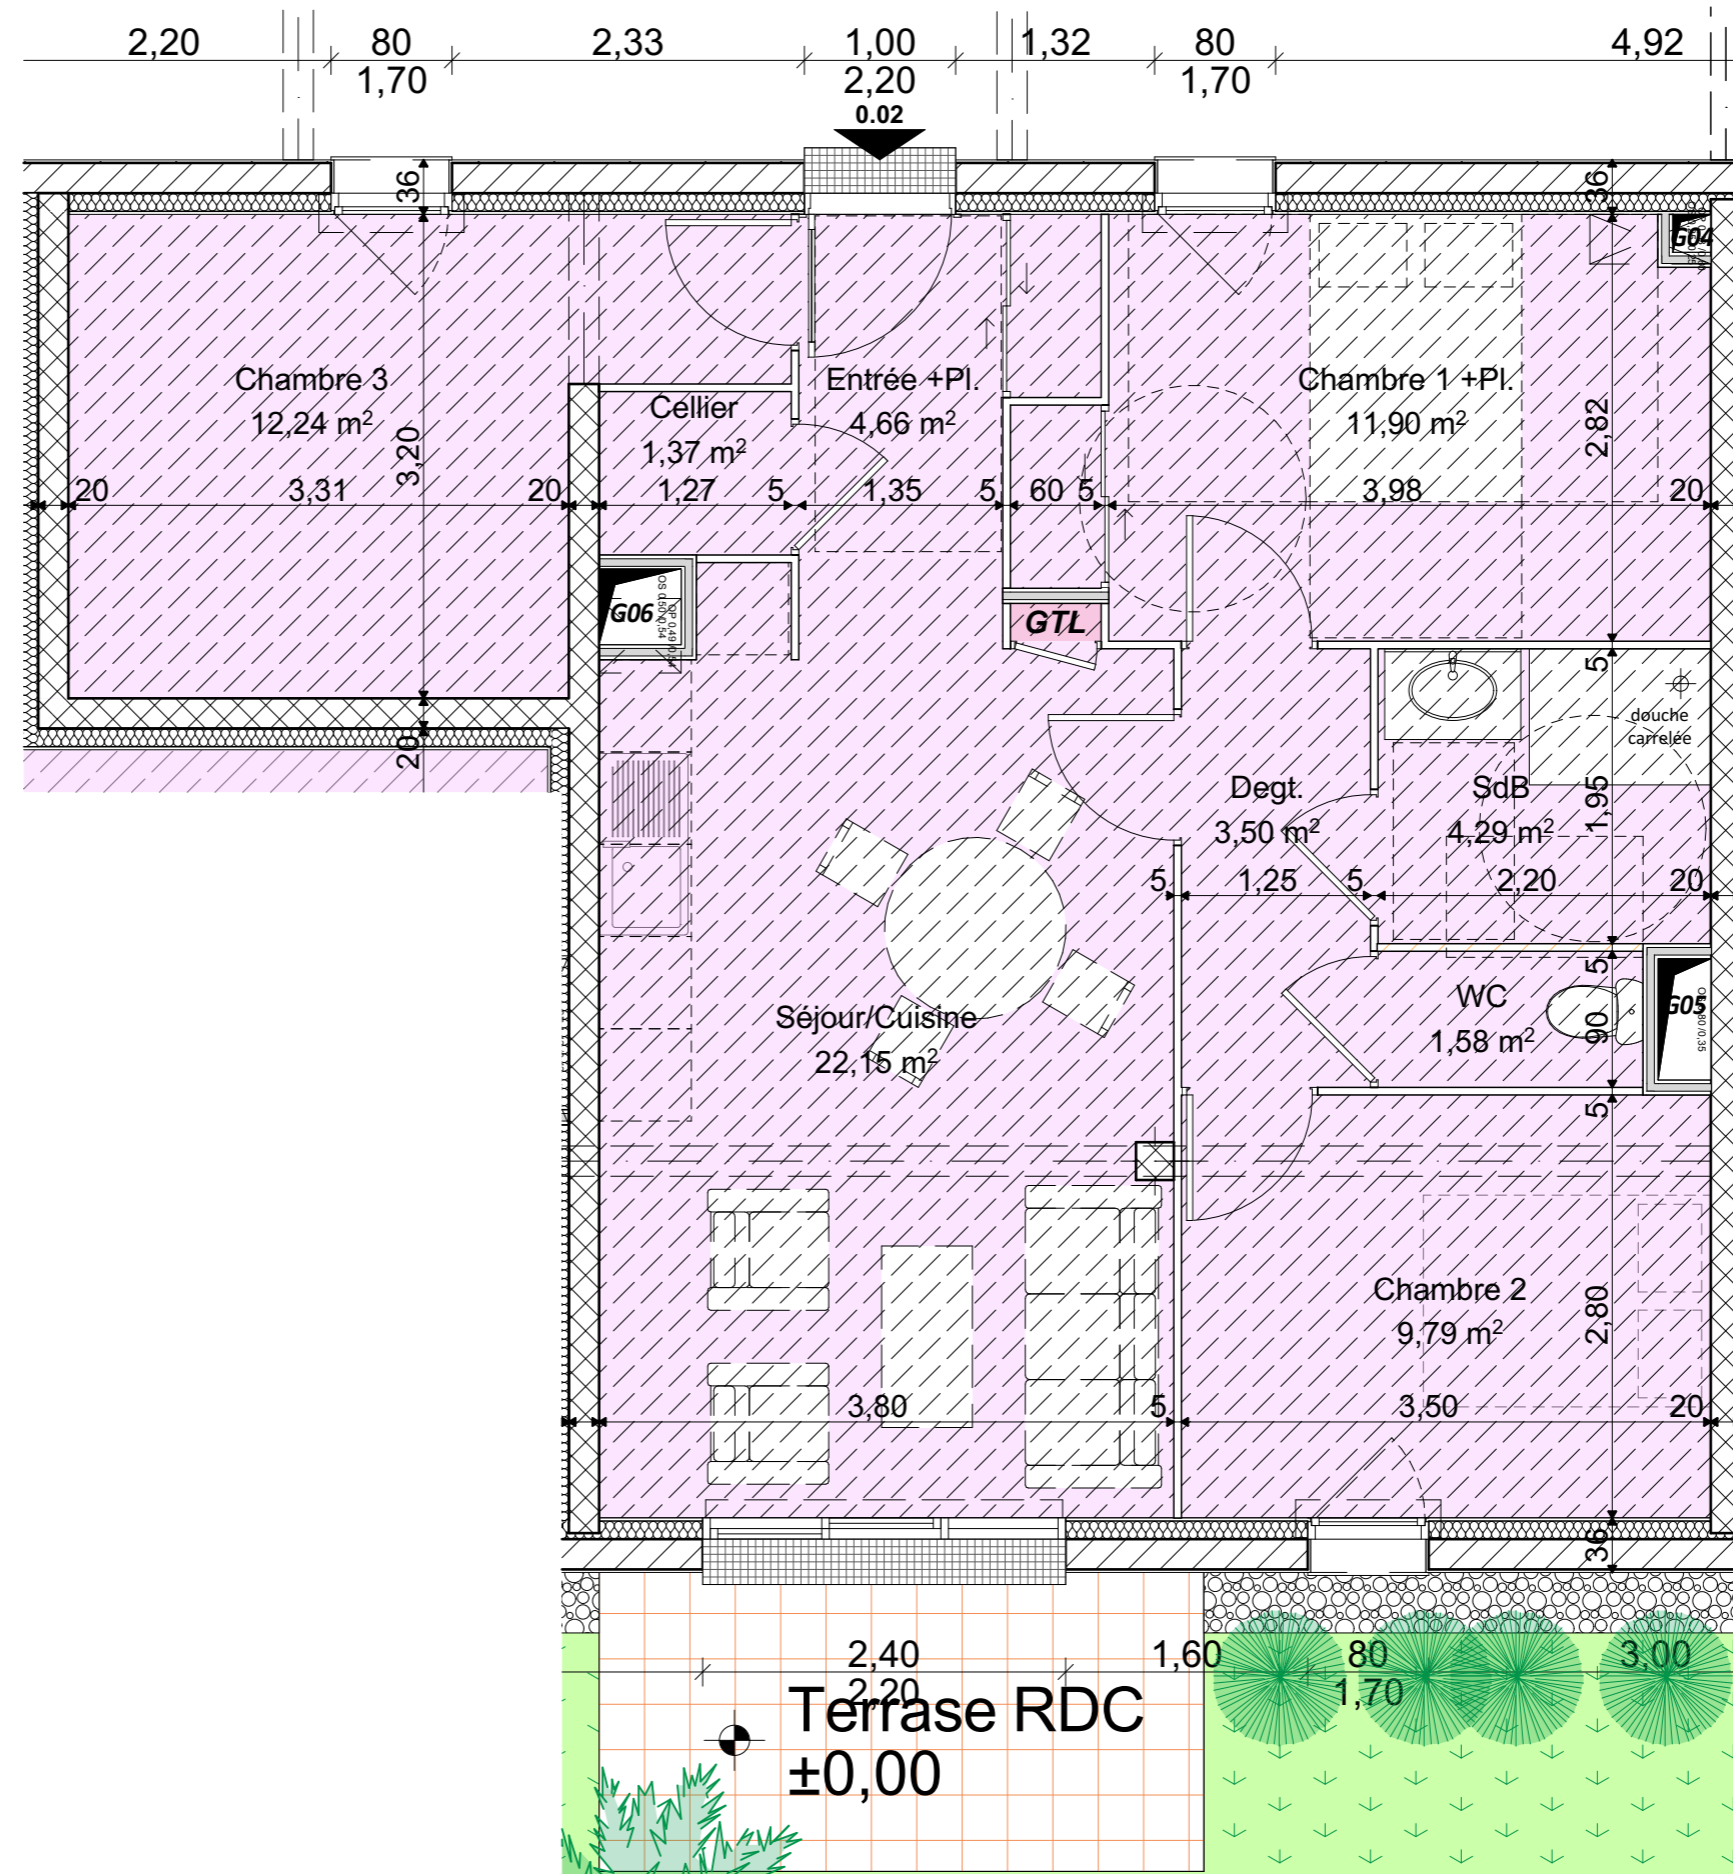 2,20 80 2,33 1,00 1,32 80 4,92
1,70 2,20 1,70
0.02
36 36
G04
Chambre 3
12,24 m²
3,20
Cellier
1,37 m²
Entrée +Pl.
4,66 m²
Chambre 1 +Pl.
11,90 m²
2,82
20 3,31 20 1,27 5 1,35 5 60 5 3,98 20
G06
OS 0,50/0,54
GTL
5
douche
carrelée
20
Degt.
3,50 m²
SdB
4,29 m²
1,95
5 1,25 5 2,20 20
5
WC
1,58 m²
90
G05
Séjour/Cuisine
22,15 m²
5
Chambre 2
9,79 m²
2,80
3,80 5 3,50 20
36
2,40 1,60 80 3,00
2,20 1,70
Terrase RDC
±0,00